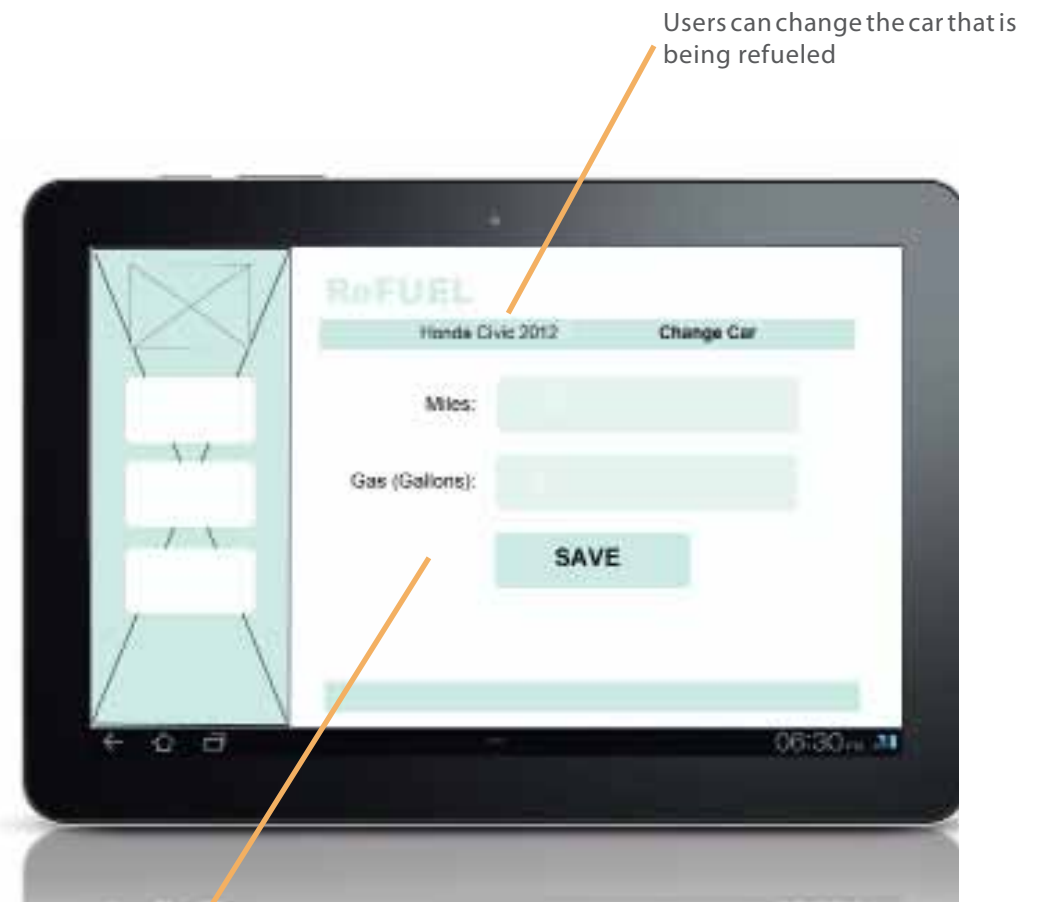 Users can change the car that is
being refueled
ReFUEL
Honda Civic 2012 Change Car
Miles:
Gas (Gallons):
SAVE
06:30